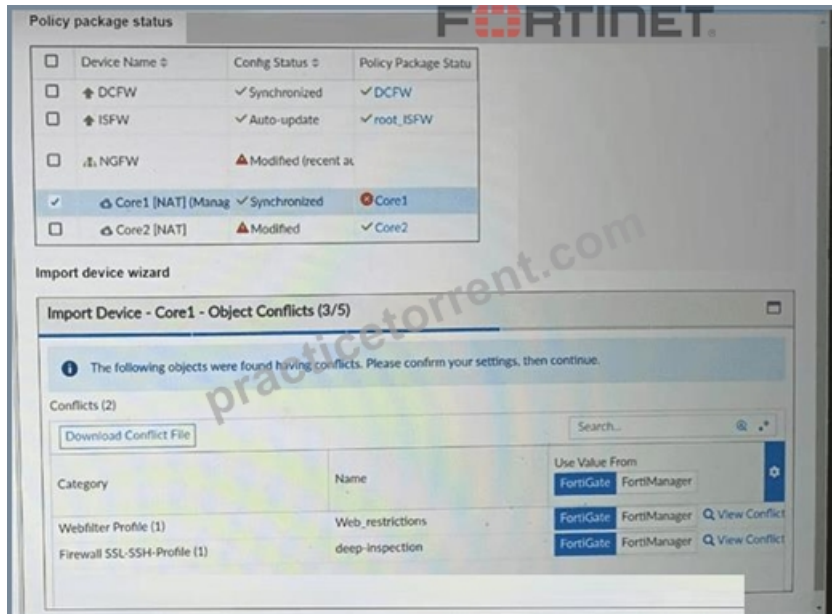 Policy package status
FORTINET
Device Name Config Status Policy Package Statu
DCFW Synchronized DCFW
ISFW Auto-update root_ISFW
NGFW Modified (recent au
Core1 [NAT] (Manag Synchronized Core1
Core2 [NAT] Modified Core2
Import device wizard
Import Device - Core1 - Object Conflicts (3/5)
The following objects were found having conflicts. Please confirm your settings, then continue.
Conflicts (2)
Download Conflict File Search...
Category Name Use Value From
FortiGate FortiManager
Webfilter Profile (1) Web_restrictions FortiGate FortiManager View Conflict
Firewall SSL-SSH-Profile (1) deep-inspection FortiGate FortiManager View Conflict
practicetorrent.com